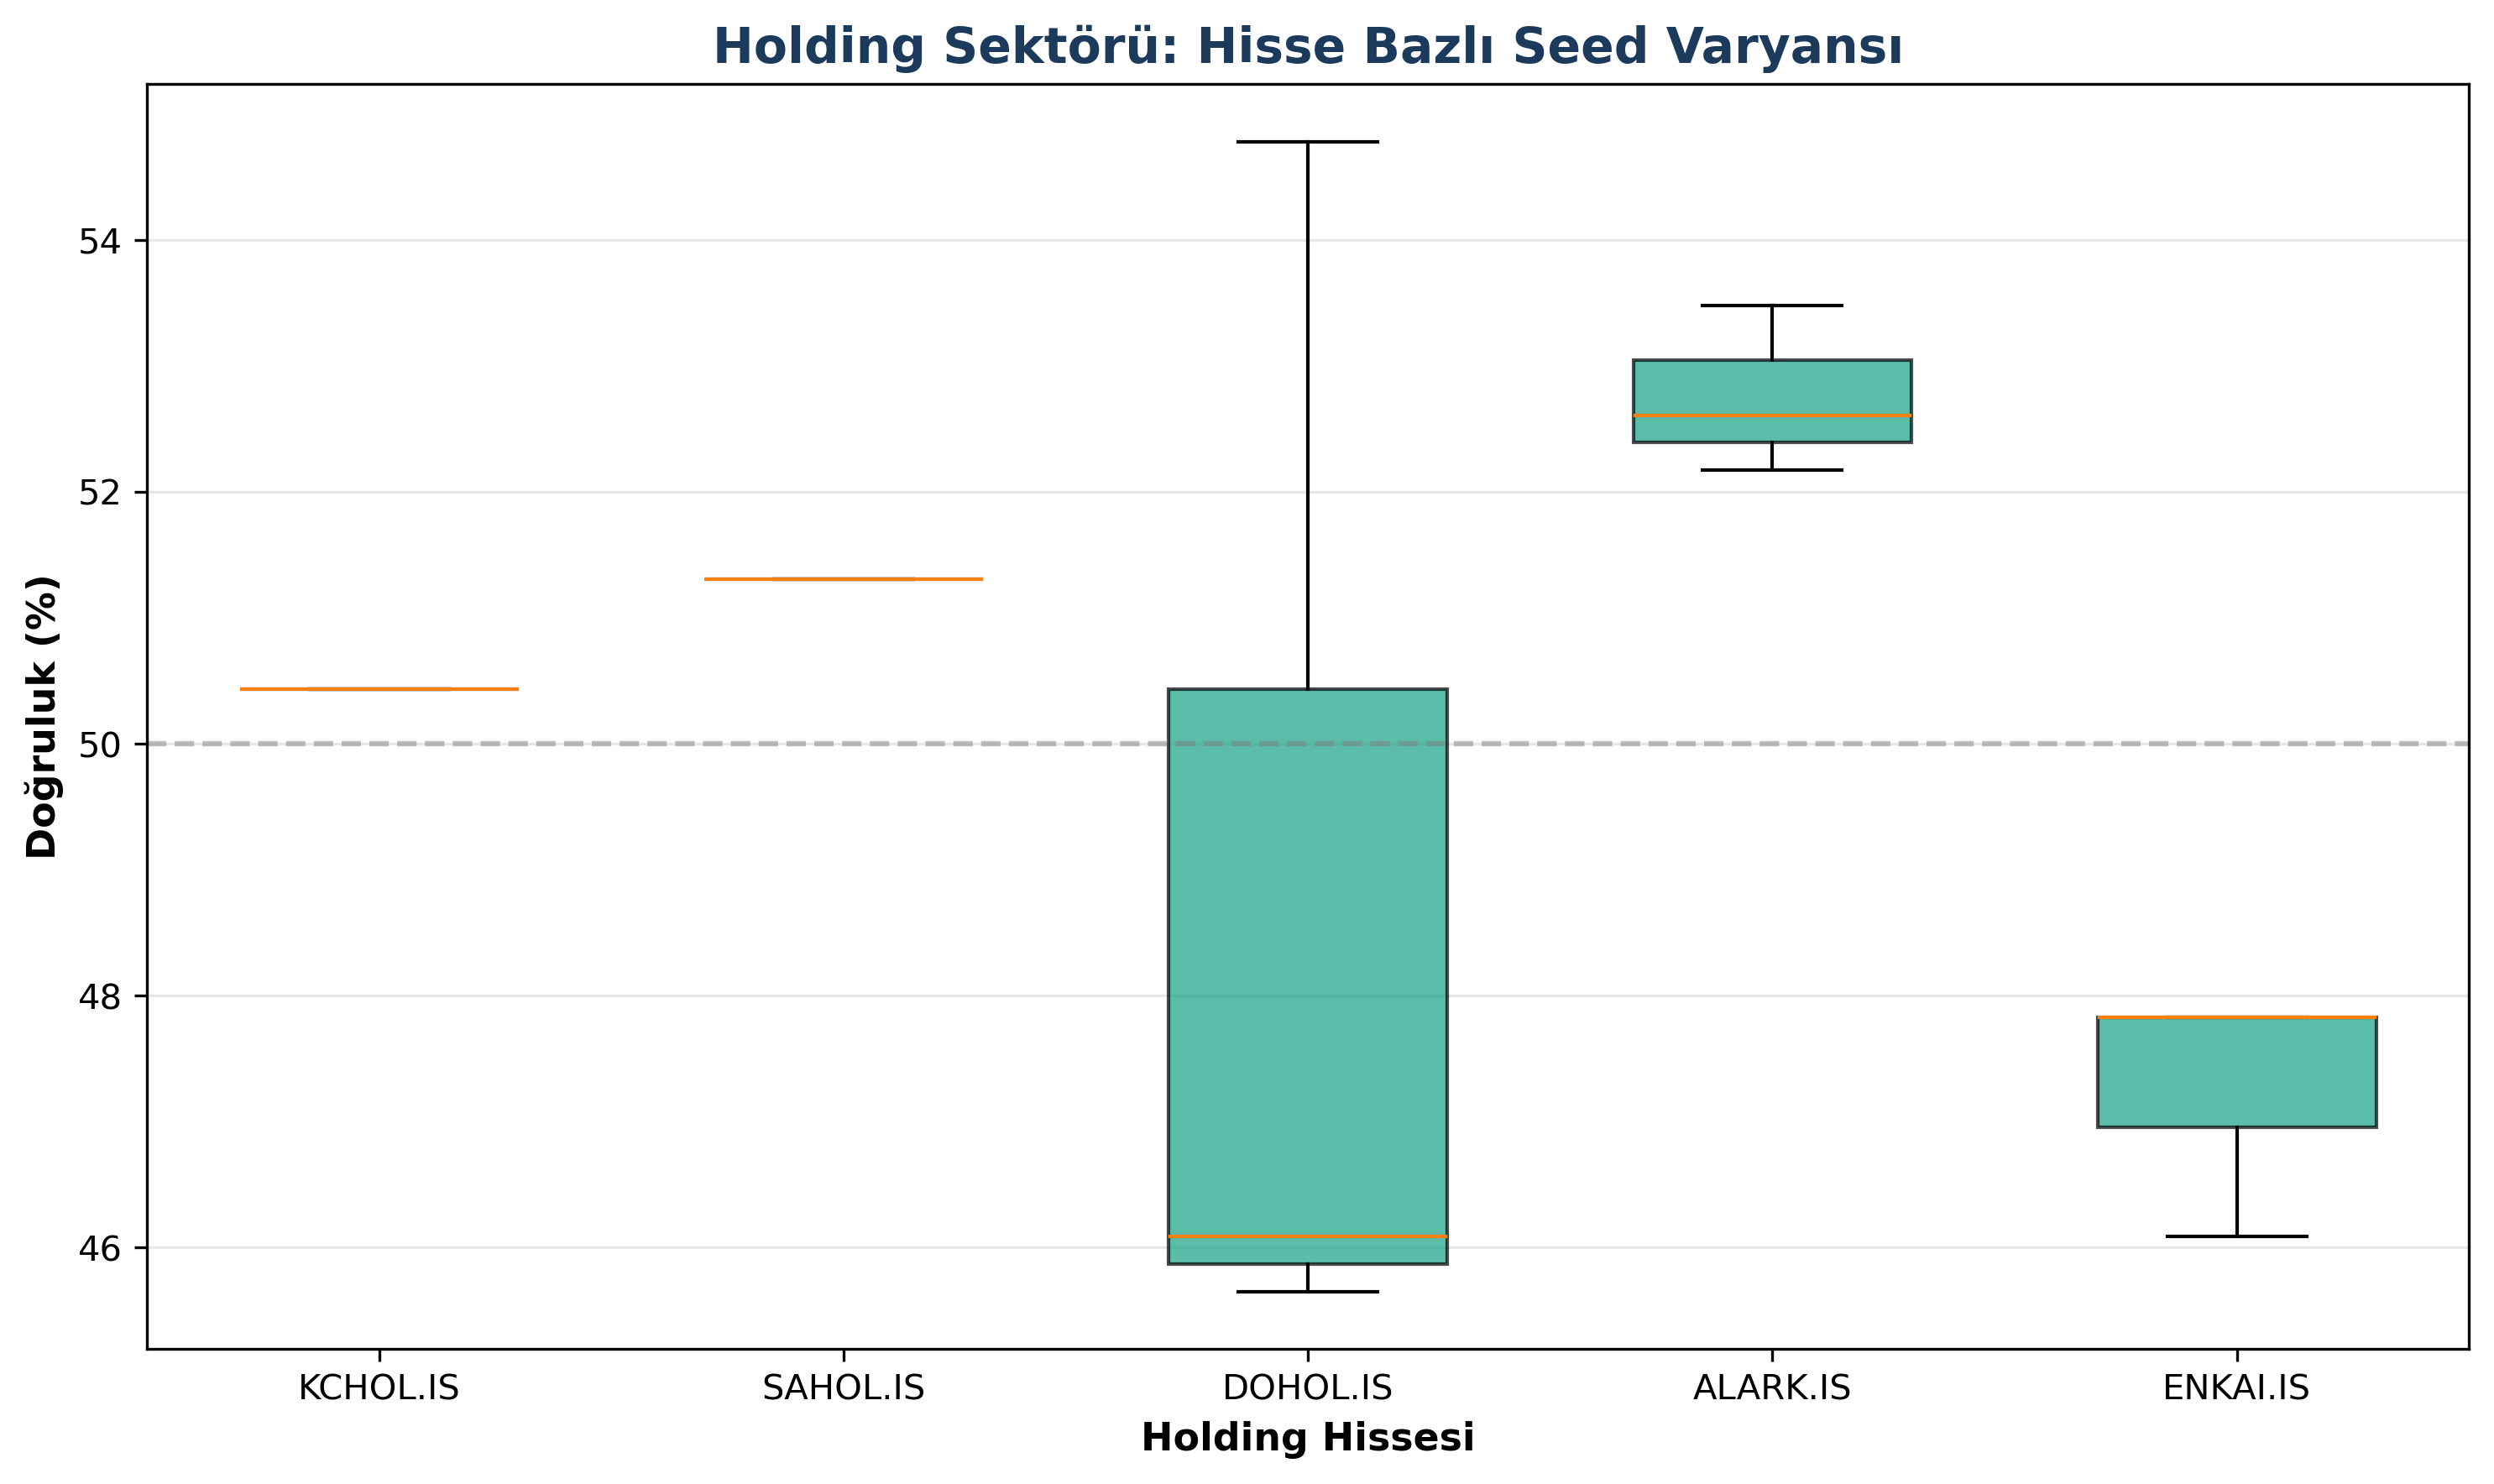 Holding Sektörü: Hisse Bazlı Seed Varyansı
Doğruluk (%)
54
52
50
48
46
KCHOL.IS
SAHOL.IS
DOHOL.IS
ALARK.IS
ENKAI.IS
Holding Hissesi